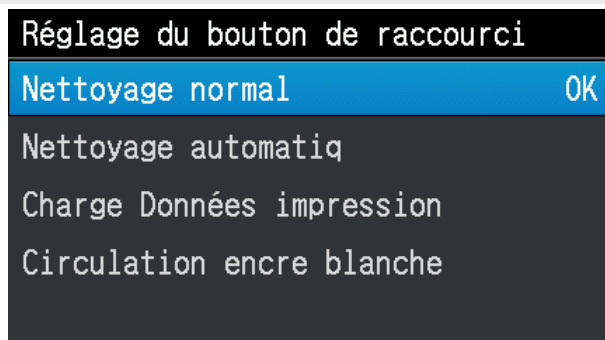 Réglage du bouton de raccourci
Nettoyage normal OK
Nettoyage automatiq
Charge Données impression
Circulation encre blanche